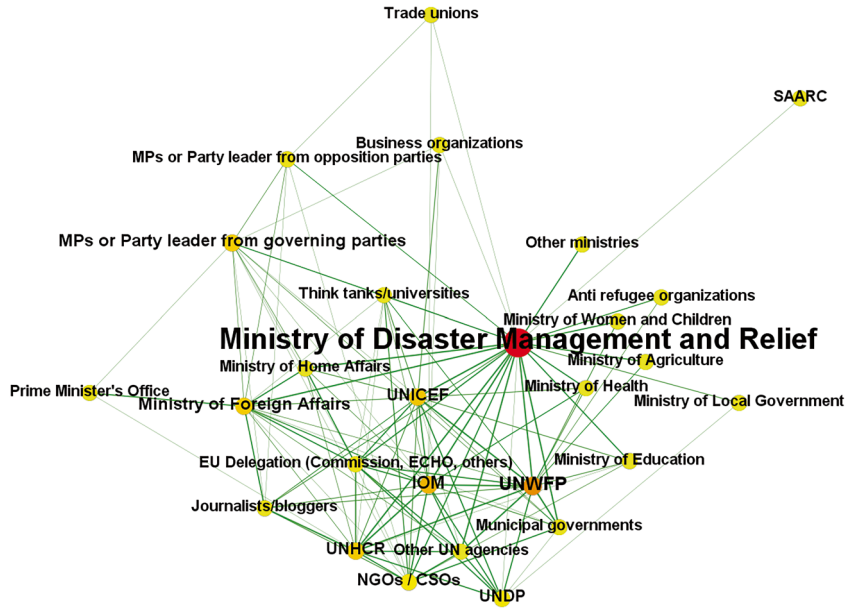 Trade unions
SAARC
Business organizations
MPs or Party leader from opposition parties
MPs or Party leader from governing parties
Other ministries
Think tanks/universities
Anti refugee organizations
Ministry of Women and Children
Ministry of Disaster Management and Relief
Ministry of Agriculture
Ministry of Home Affairs
Ministry of Health
Prime Minister's Office
UNICEF
Ministry of Foreign Affairs
Ministry of Local Government
EU Delegation (Commission, ECHO, others)
Ministry of Education
IOM
UNWFP
Journalists/bloggers
Municipal governments
UNHCR
Other UN agencies
NGOs / CSOs
UNDP